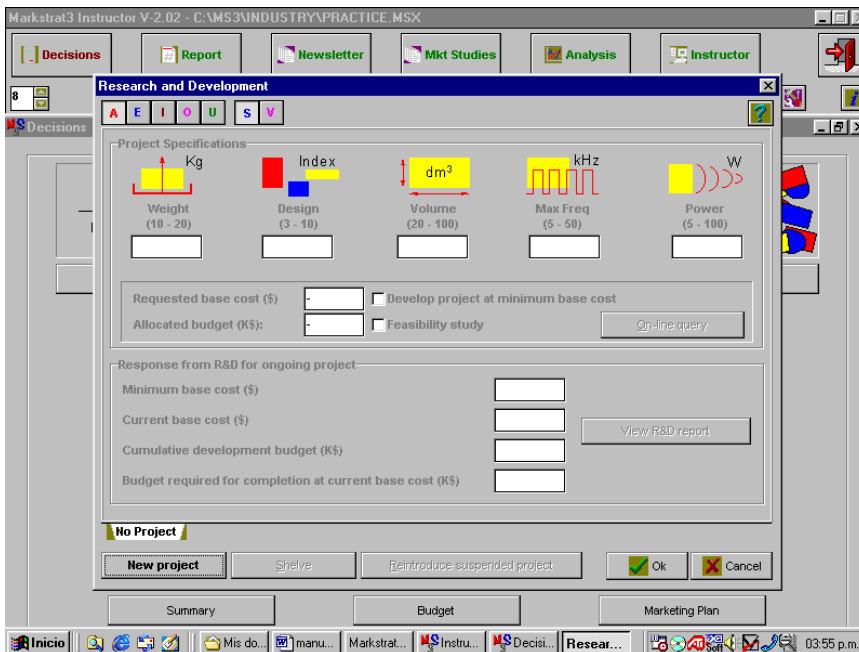 Markstrat3 Instructor V-2.02 - C:\MS3\INDUSTRY\PRACTICE.MSX
Decisions Report Newsletter Mkt Studies Analysis Instructor
8
Research and Development
A E I O U S V ?
Decisions
Project Specifications
Kg Index dm³ kHz W
Weight Design Volume Max Freq Power
(10 - 20) (3 - 10) (20 - 100) (5 - 50) (5 - 100)
Requested base cost ($) - Develop project at minimum base cost
Allocated budget (K$): - Feasibility study On-line query
Response from R&D for ongoing project
Minimum base cost ($)
Current base cost ($)
View R&D report
Cumulative development budget (K$)
Budget required for completion at current base cost (K$)
No Project
New project Shelve Reintroduce suspended project Ok Cancel
Summary Budget Marketing Plan
Inicio Mis do... manu... Markstrat... Instru... Decisi... Resear... 03:55 p.m.